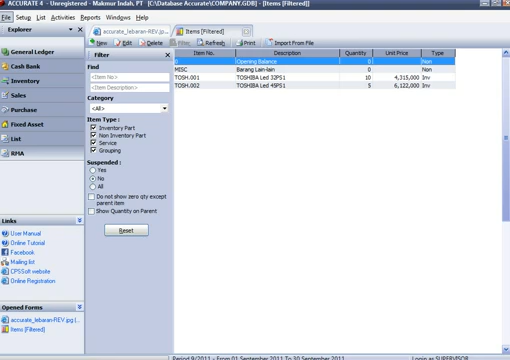 ACCURATE 4 - Unregistered - Makmur Indah, PT [C:\Database Accurate\COMPANY.GDB] - [Items [Filtered]]
File Setup List Activities Reports Windows Help
Explorer
accurate_lebaran-REV.jp...
Items [Filtered]
New Edit Delete Filter Refresh Print Import From File
General Ledger
Cash Bank
Inventory
Sales
Purchase
Fixed Asset
List
RMA
Links
User Manual
Online Tutorial
Facebook
Mailing list
CPSSoft website
Online Registration
Opened Forms
accurate_lebaran-REV.jpg (...
Items [Filtered]
Filter
Find
<Item No>
<Item Description>
Category
<All>
Item Type :
Inventory Part
Non Inventory Part
Service
Grouping
Suspended :
Yes
No
All
Do not show zero qty except
parent item
Show Quantity on Parent
Reset
Item No. Description Quantity Unit Price Type
0 Opening Balance 0 Non
MISC Barang Lain-lain 0 Non
TOSH.001 TOSHIBA Led 32PS1 10 4,315,000 Inv
TOSH.002 TOSHIBA Led 45PS1 5 6,122,000 Inv
Period 9/2011 - From 01 September 2011 To 30 September 2011
Login as SUPERVISOR